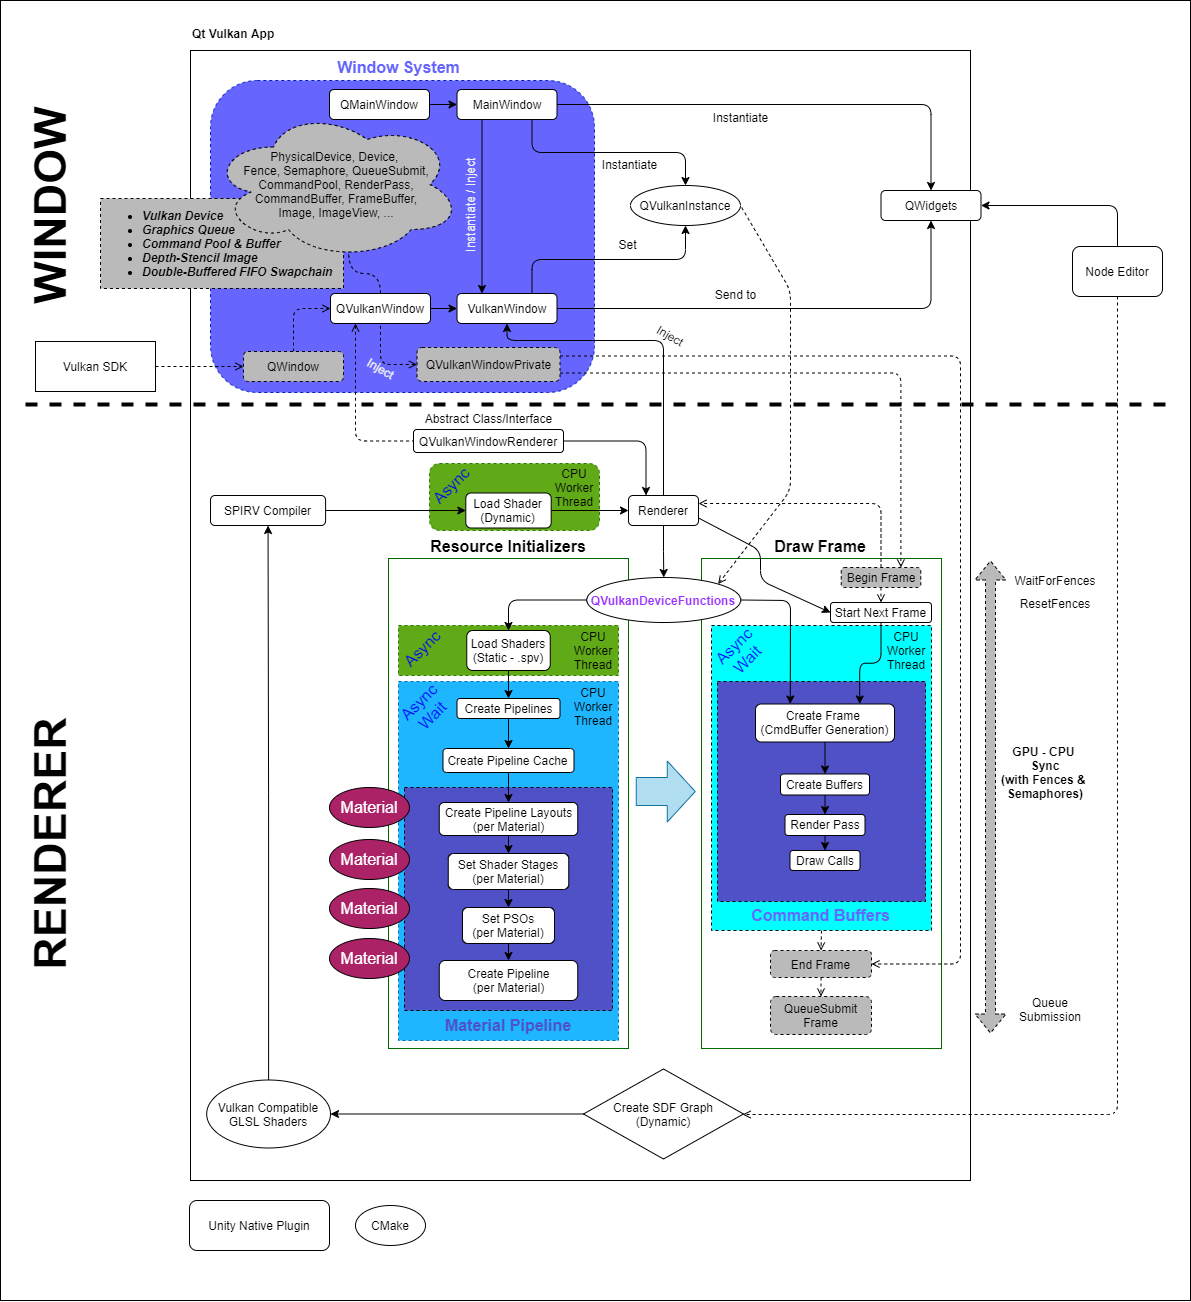 Qt Vulkan App
WINDOW
Window System
QMainWindow
MainWindow
Instantiate
PhysicalDevice, Device,
Fence, Semaphore, QueueSubmit,
CommandPool, RenderPass,
CommandBuffer, FrameBuffer,
Image, ImageView, ...
Instantiate / Inject
Instantiate
QVulkanInstance
QWidgets
Vulkan Device
Graphics Queue
Command Pool & Buffer
Depth-Stencil Image
Double-Buffered FIFO Swapchain
Set
Node Editor
QVulkanWindow
VulkanWindow
Send to
Inject
Vulkan SDK
QWindow
Inject
QVulkanWindowPrivate
Abstract Class/Interface
QVulkanWindowRenderer
RENDERER
Async
CPU
Worker
Thread
SPIRV Compiler
Load Shader
(Dynamic)
Renderer
Resource Initializers
Draw Frame
QVulkanDeviceFunctions
Begin Frame
Start Next Frame
WaitForFences
ResetFences
Async
Load Shaders
(Static - .spv)
CPU
Worker
Thread
Async
Wait
CPU
Worker
Thread
Async
Wait
Create Pipelines
CPU
Worker
Thread
Create Frame
(CmdBuffer Generation)
Create Pipeline Cache
Create Buffers
GPU - CPU
Sync
(with Fences &
Semaphores)
Material
Create Pipeline Layouts
(per Material)
Render Pass
Material
Set Shader Stages
(per Material)
Draw Calls
Material
Set PSOs
(per Material)
Command Buffers
Material
Create Pipeline
(per Material)
End Frame
Material Pipeline
QueueSubmit
Frame
Queue
Submission
Vulkan Compatible
GLSL Shaders
Create SDF Graph
(Dynamic)
Unity Native Plugin
CMake